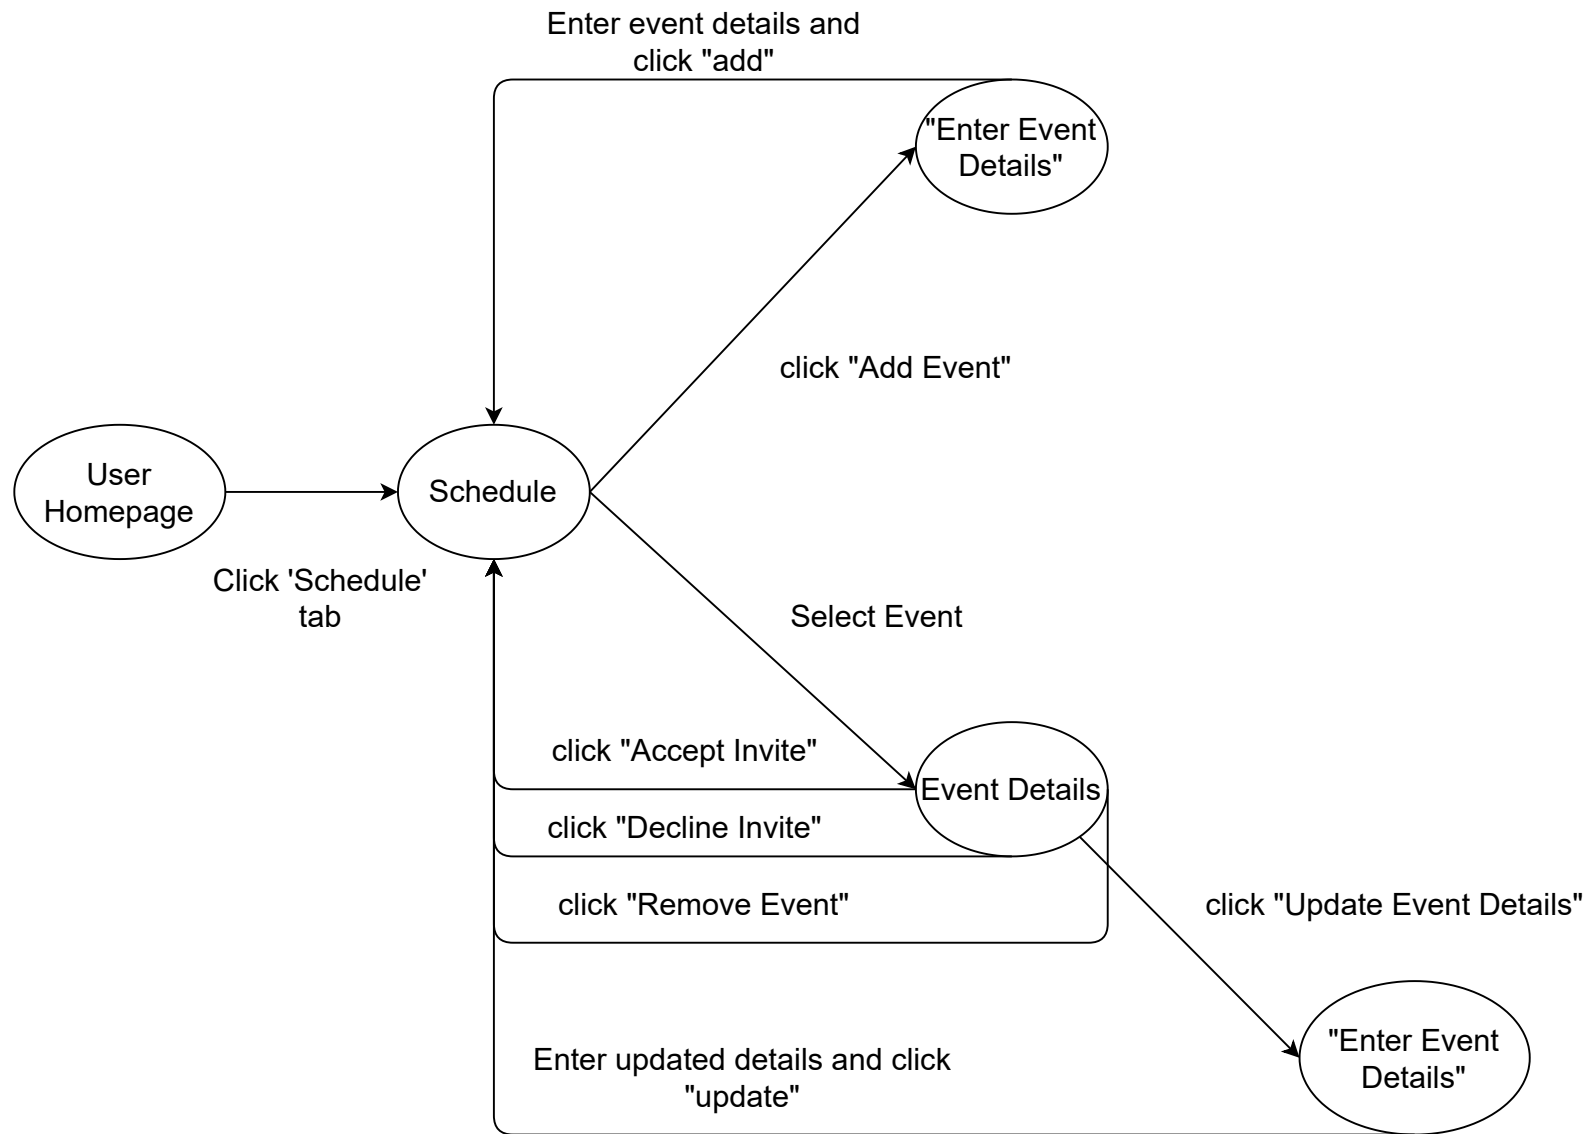 Enter event details and
click "add"
"Enter Event
Details"
click "Add Event"
User
Homepage
Schedule
Click 'Schedule'
tab
Select Event
click "Accept Invite"
Event Details
click "Decline Invite"
click "Remove Event"
click "Update Event Details"
"Enter Event
Details"
Enter updated details and click
"update"